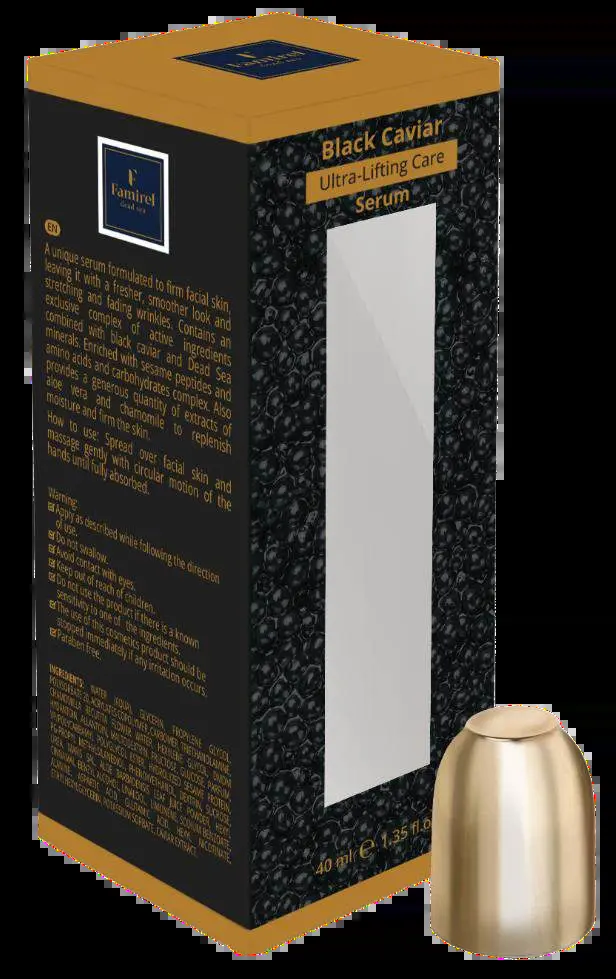 Famirel
dead sea
Black Caviar
Ultra-Lifting Care
Serum
F
Famirel
dead sea
EN
A unique serum formulated to firm facial skin,
leaving it with a fresher, smoother look and
stretching and fading wrinkles. Contains an
exclusive complex of active ingredients
combined with black caviar and Dead Sea
minerals. Enriched with sesame peptides and
amino acids and carbohydrates complex. Also
provides a generous quantity of extracts of
aloe vera and chamomile to replenish
moisture and firm the skin.
How to use: Spread over facial skin and
massage gently with circular motion of the
hands until fully absorbed.
Warning:
Apply as described while following the direction
of use.
Do not swallow.
Avoid contact with eyes.
Keep out of reach of children.
Do not use the product if there is a known
sensitivity to one of the ingredients.
The use of this cosmetics product should be
stopped immediately if any irritation occurs.
Paraben free.
INGREDIENTS: WATER (AQUA), GLYCERIN, PROPYLENE GLYCOL,
40 ml ℮ 1.35 fl.o